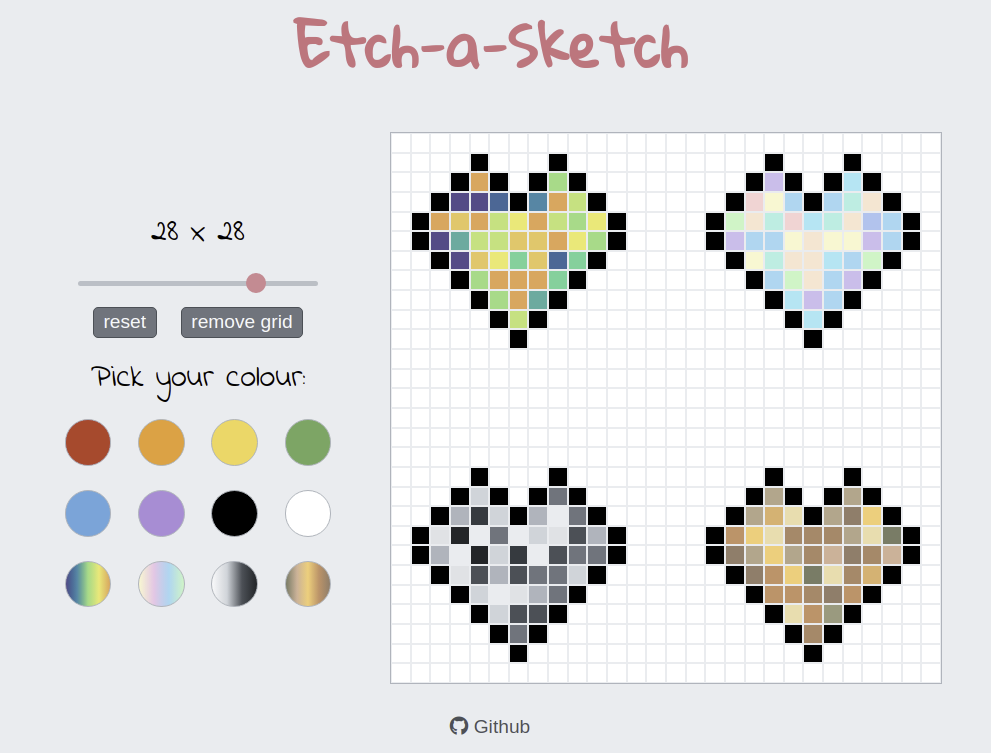 Etch-a-Sketch
28 x 28
reset
remove grid
Pick your colour:
Github